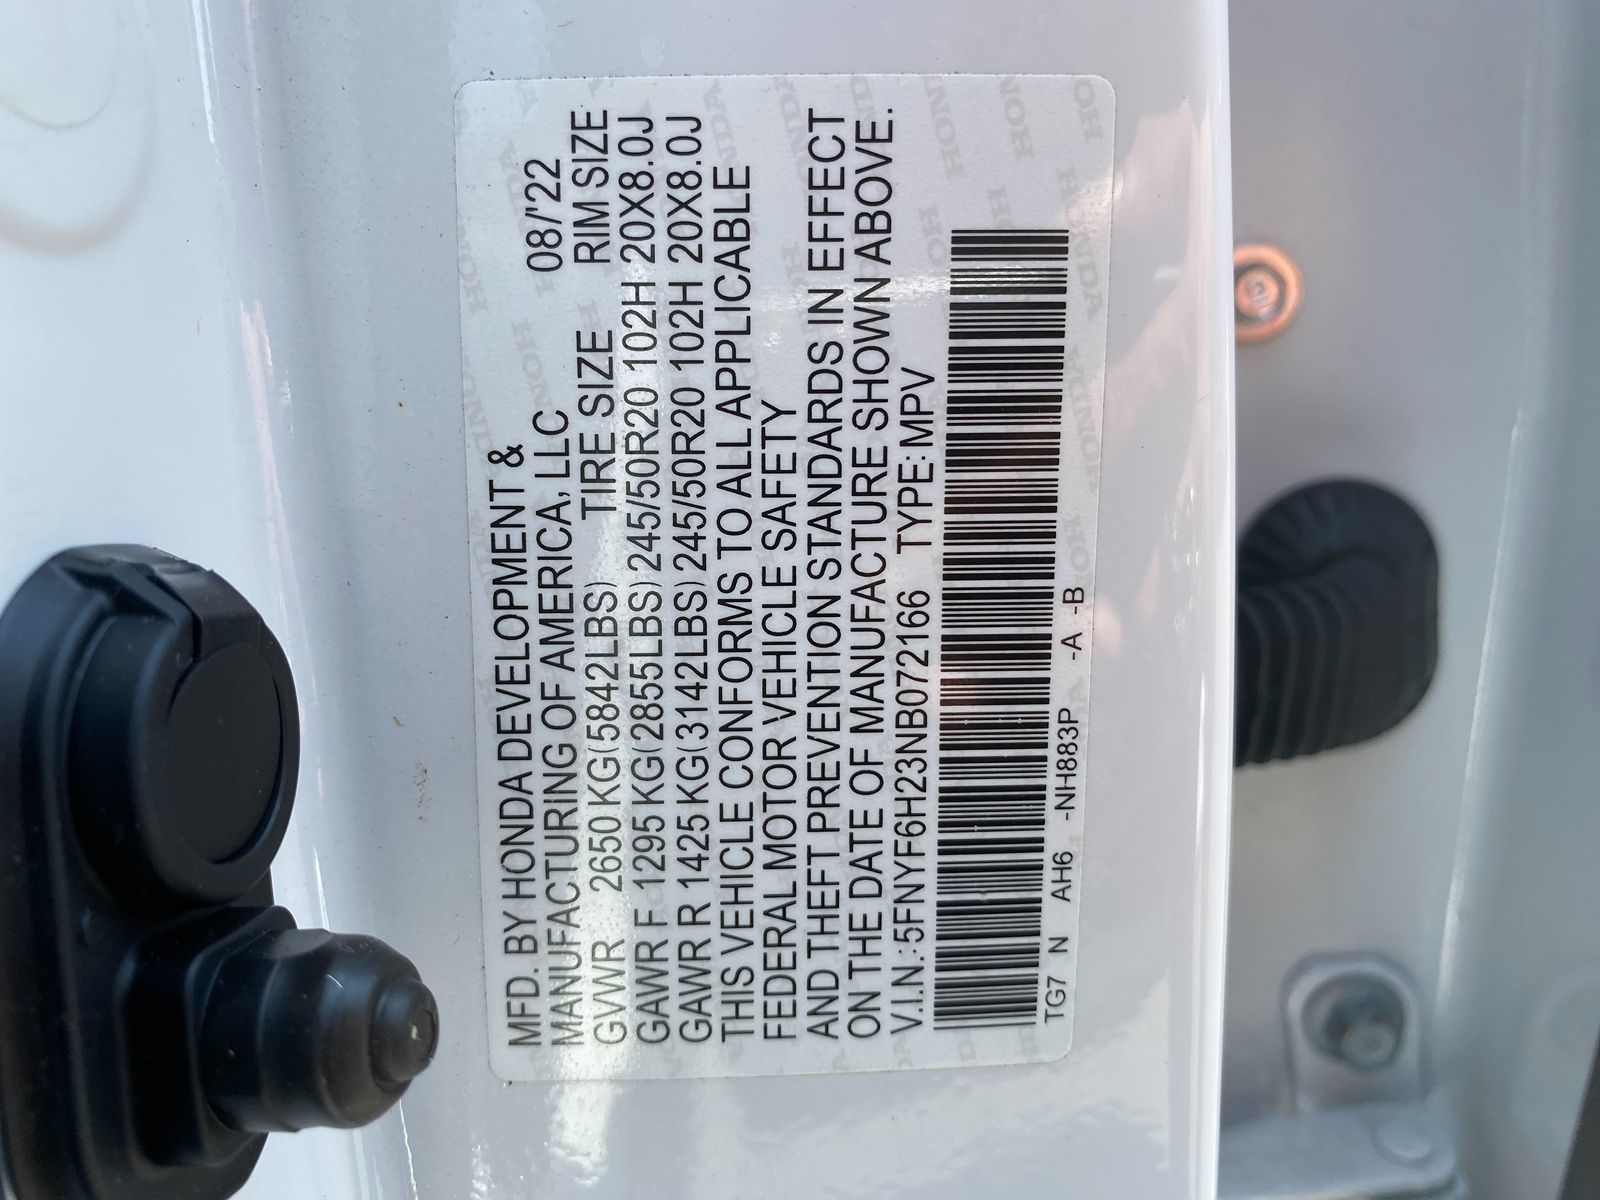 MFD. BY HONDA DEVELOPMENT &
MANUFACTURING OF AMERICA, LLC 08/'22
GVWR 2650 KG(5842LBS) TIRE SIZE RIM SIZE
GAWR F 1295 KG(2855LBS) 245/50R20 102H 20X8.0J
GAWR R 1425 KG(3142LBS) 245/50R20 102H 20X8.0J
THIS VEHICLE CONFORMS TO ALL APPLICABLE
FEDERAL MOTOR VEHICLE SAFETY
AND THEFT PREVENTION STANDARDS IN EFFECT
ON THE DATE OF MANUFACTURE SHOWN ABOVE.
V.I.N.: 5FNYF6H23NB072166 TYPE: MPV
TG7 N AH6 -NH883P -A -B